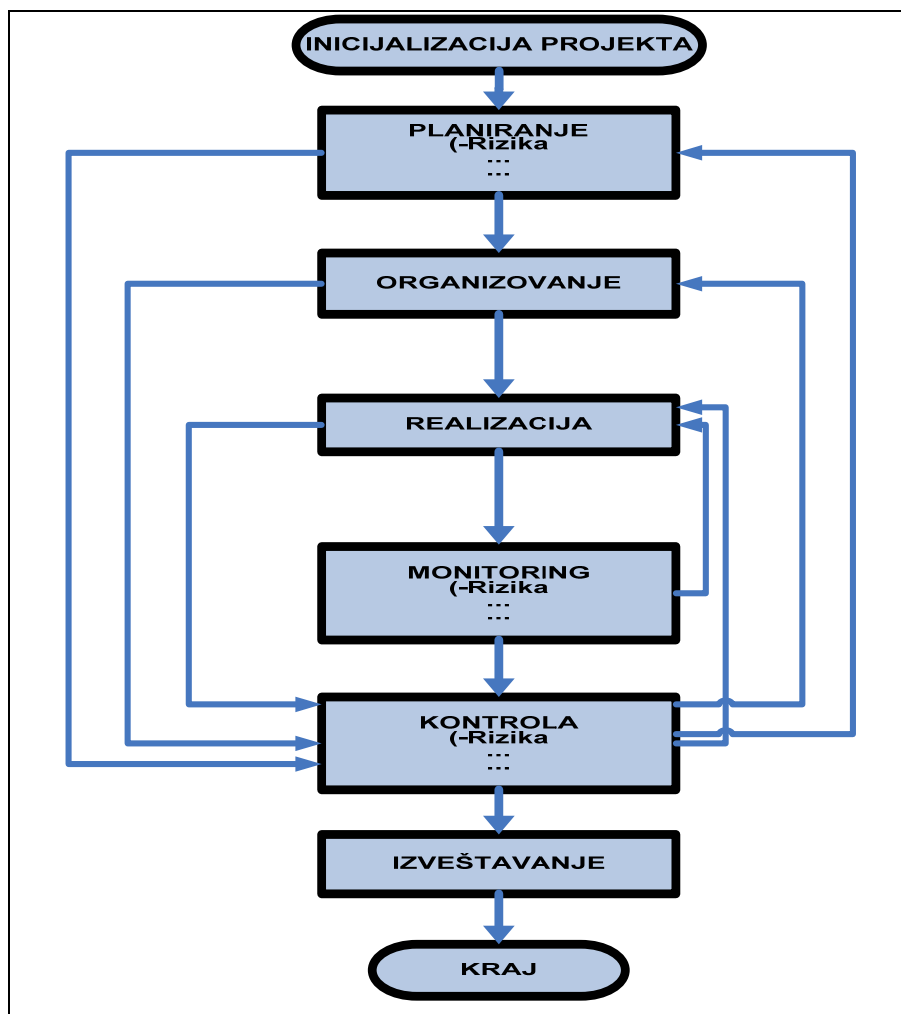 INICIJALIZACIJA PROJEKTA
PLANIRANJE
(-Rizika
...
...
ORGANIZOVANJE
REALIZACIJA
MONITORING
(-Rizika
...
...
KONTROLA
(-Rizika
...
...
IZVEŠTAVANJE
KRAJ